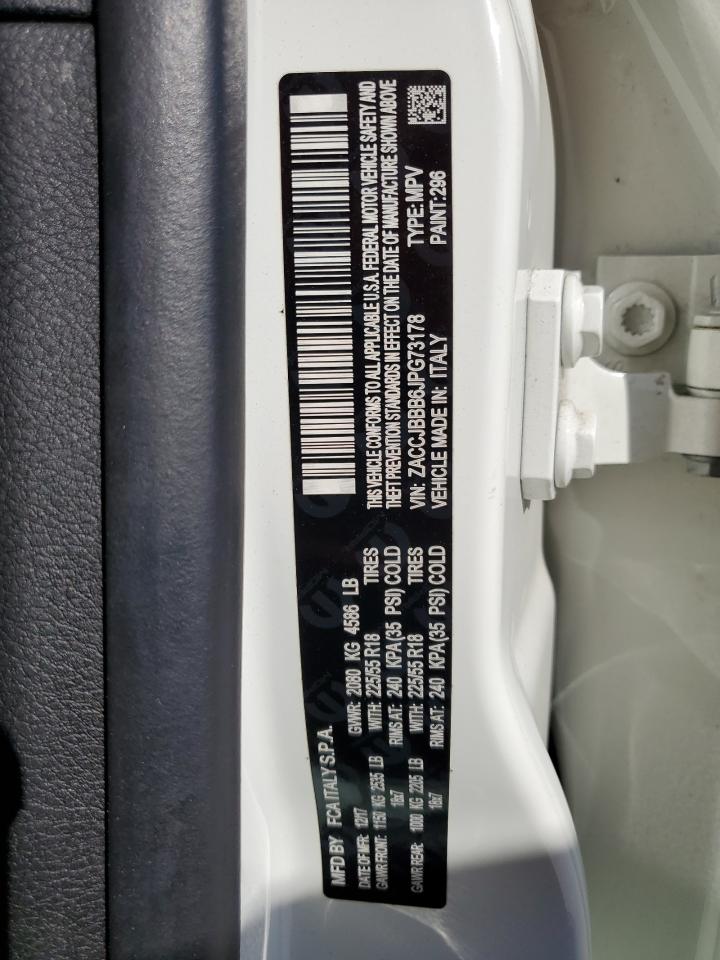 MFD BY FCA ITALY S.P.A.
DATE OF MFR: 12/17 GVWR: 2080 KG 4586 LB
GAWR FRONT: 1150 KG 2535 LB WITH: 225/55 R18 TIRES
18x7 RIMS AT: 240 KPA(35 PSI) COLD
GAWR REAR: 1000 KG 2205 LB WITH: 225/55 R18 TIRES
18x7 RIMS AT: 240 KPA(35 PSI) COLD
THIS VEHICLE CONFORMS TO ALL APPLICABLE U.S.A. FEDERAL MOTOR VEHICLE SAFETY AND
THEFT PREVENTION STANDARDS IN EFFECT ON THE DATE OF MANUFACTURE SHOWN ABOVE
VIN: ZACCJBBB6JPG73178 TYPE: MPV
VEHICLE MADE IN: ITALY PAINT: 296